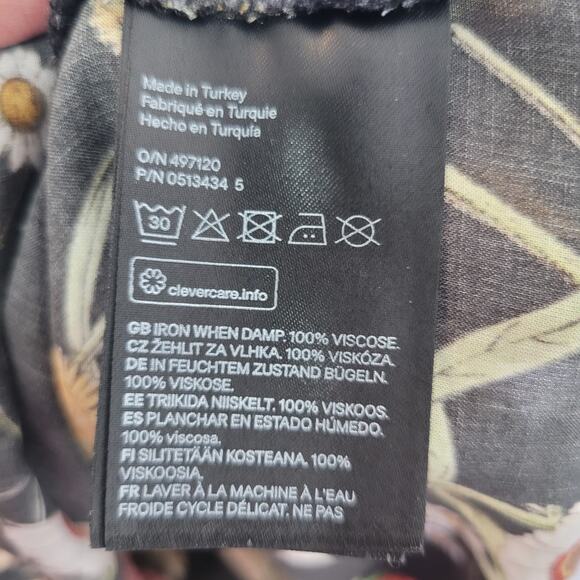 Made in Turkey
Fabriqué en Turquie
Hecho en Turquía
O/N 497120
P/N 0513434 5
30
clevercare.info
GB IRON WHEN DAMP. 100% VISCOSE.
CZ ŽEHLIT ZA VLHKA. 100% VISKÓZA.
DE IN FEUCHTEM ZUSTAND BÜGELN.
100% VISKOSE.
EE TRIIKIDA NIISKELT. 100% VISKOOS.
ES PLANCHAR EN ESTADO HÚMEDO.
100% viscosa.
FI SILITETÄÄN KOSTEANA. 100%
VISKOOSIA.
FR LAVER À LA MACHINE À L'EAU
FROIDE CYCLE DÉLICAT. NE PAS